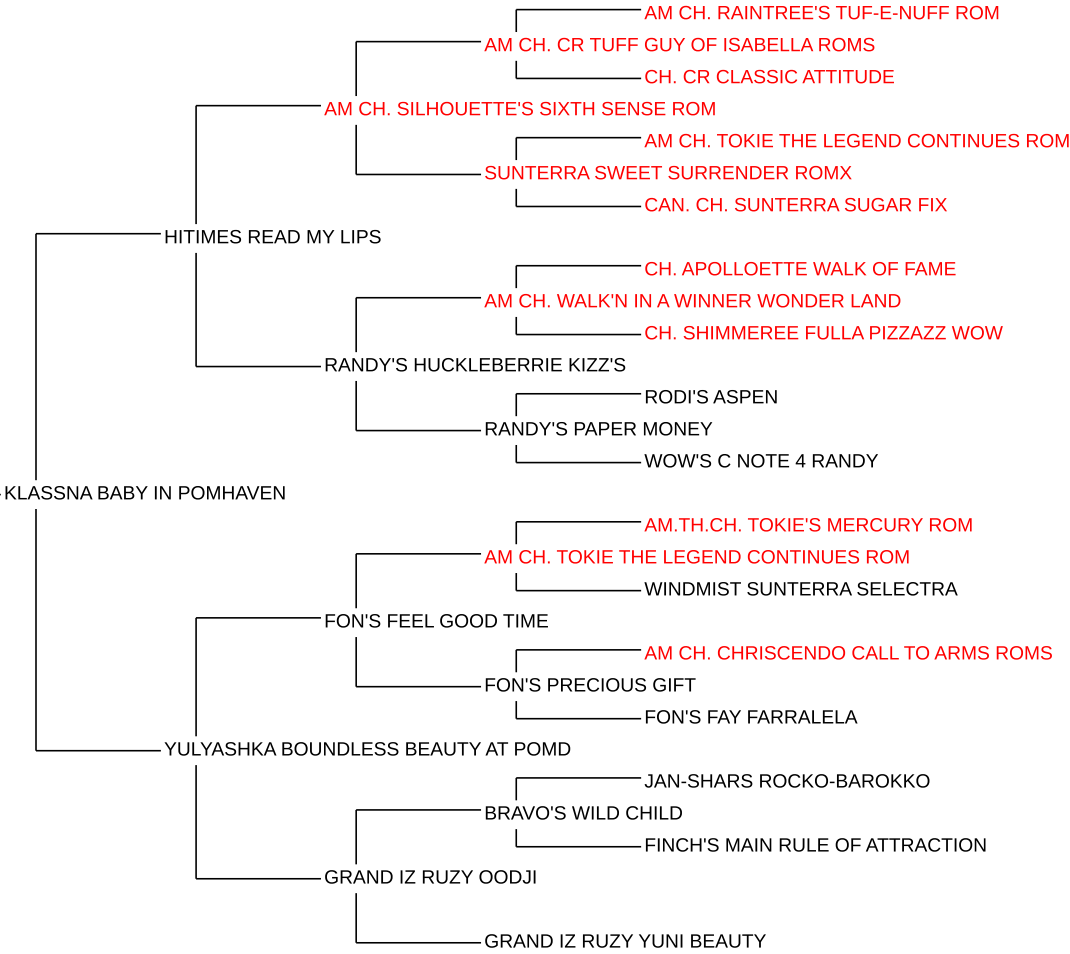 AM CH. RAINTREE'S TUF-E-NUFF ROM
AM CH. CR TUFF GUY OF ISABELLA ROMS
CH. CR CLASSIC ATTITUDE
AM CH. SILHOUETTE'S SIXTH SENSE ROM
AM CH. TOKIE THE LEGEND CONTINUES ROM
SUNTERRA SWEET SURRENDER ROMX
CAN. CH. SUNTERRA SUGAR FIX
HITIMES READ MY LIPS
CH. APOLLOETTE WALK OF FAME
AM CH. WALK'N IN A WINNER WONDER LAND
CH. SHIMMEREE FULLA PIZZAZZ WOW
RANDY'S HUCKLEBERRIE KIZZ'S
RODI'S ASPEN
RANDY'S PAPER MONEY
WOW'S C NOTE 4 RANDY
KLASSNA BABY IN POMHAVEN
AM.TH.CH. TOKIE'S MERCURY ROM
AM CH. TOKIE THE LEGEND CONTINUES ROM
WINDMIST SUNTERRA SELECTRA
FON'S FEEL GOOD TIME
AM CH. CHRISCENDO CALL TO ARMS ROMS
FON'S PRECIOUS GIFT
FON'S FAY FARRALELA
YULYASHKA BOUNDLESS BEAUTY AT POMD
JAN-SHARS ROCKO-BAROKKO
BRAVO'S WILD CHILD
FINCH'S MAIN RULE OF ATTRACTION
GRAND IZ RUZY OODJI
GRAND IZ RUZY YUNI BEAUTY